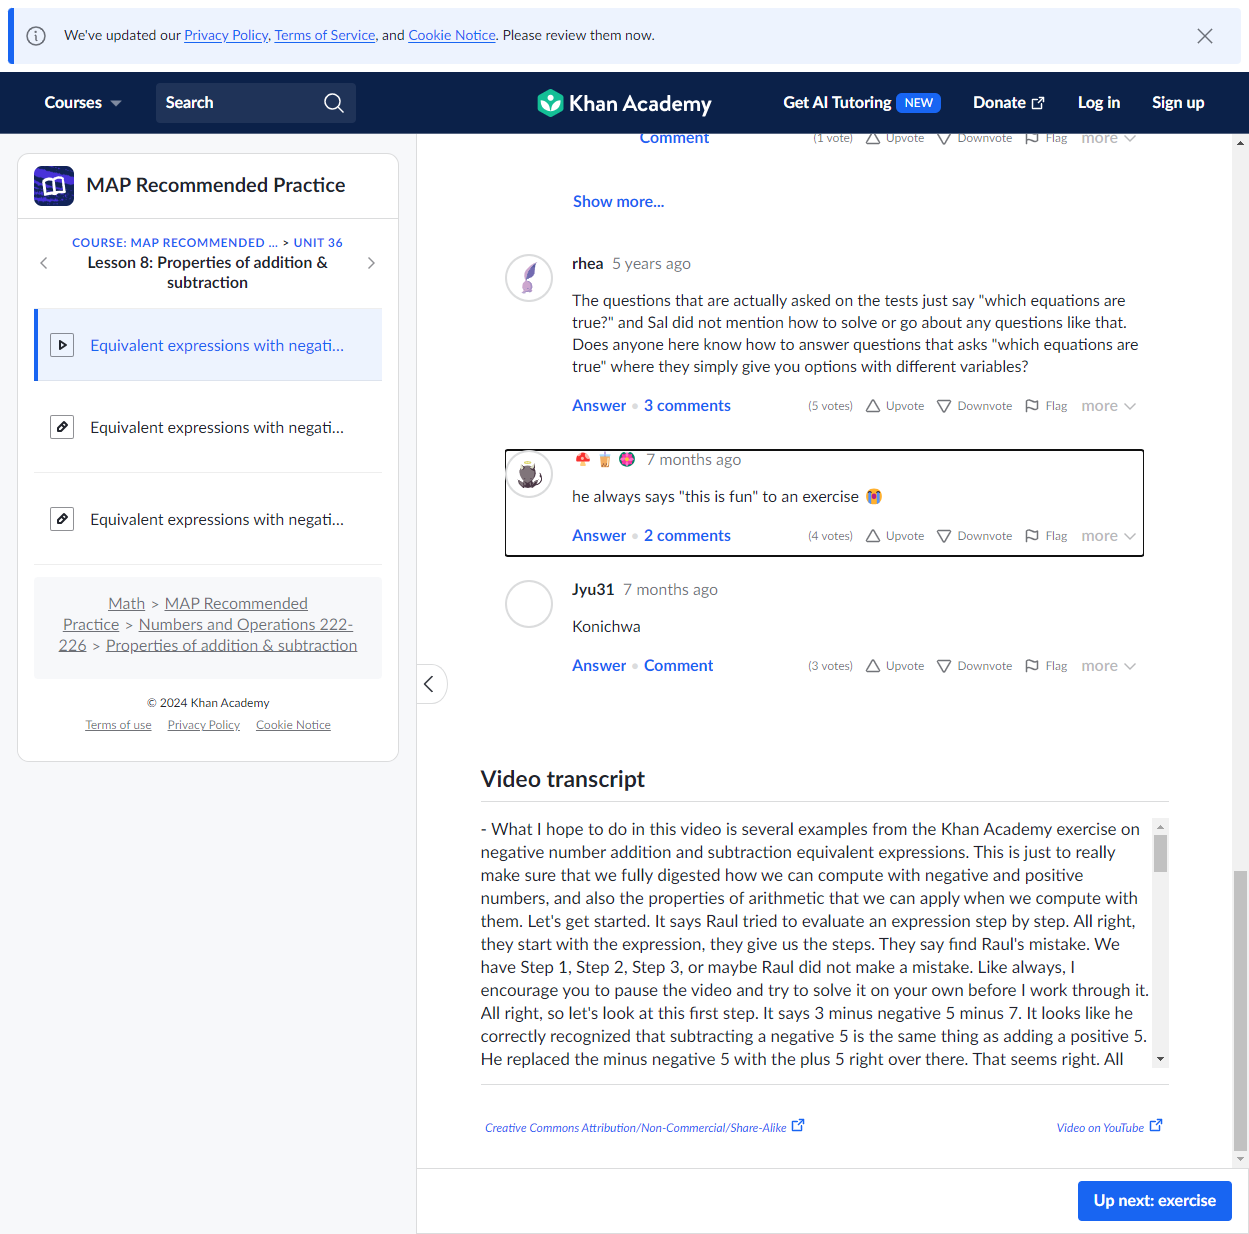 We've updated our Privacy Policy, Terms of Service, and Cookie Notice. Please review them now.
Courses
Search
Khan Academy
Get AI Tutoring NEW
Donate
Log in
Sign up
MAP Recommended Practice
COURSE: MAP RECOMMENDED ... > UNIT 36
Lesson 8: Properties of addition &
subtraction
Equivalent expressions with negati...
Equivalent expressions with negati...
Equivalent expressions with negati...
Math > MAP Recommended
Practice > Numbers and Operations 222-
226 > Properties of addition & subtraction
© 2024 Khan Academy
Terms of use Privacy Policy Cookie Notice
Comment (1 vote) Upvote Downvote Flag more
Show more...
rhea 5 years ago
The questions that are actually asked on the tests just say "which equations are
true?" and Sal did not mention how to solve or go about any questions like that.
Does anyone here know how to answer questions that asks "which equations are
true" where they simply give you options with different variables?
Answer • 3 comments (5 votes) Upvote Downvote Flag more
🍄 🧋 🌺 7 months ago
he always says "this is fun" to an exercise 😭
Answer • 2 comments (4 votes) Upvote Downvote Flag more
Jyu31 7 months ago
Konichwa
Answer • Comment (3 votes) Upvote Downvote Flag more
Video transcript
- What I hope to do in this video is several examples from the Khan Academy exercise on
negative number addition and subtraction equivalent expressions. This is just to really
make sure that we fully digested how we can compute with negative and positive
numbers, and also the properties of arithmetic that we can apply when we compute with
them. Let's get started. It says Raul tried to evaluate an expression step by step. All right,
they start with the expression, they give us the steps. They say find Raul's mistake. We
have Step 1, Step 2, Step 3, or maybe Raul did not make a mistake. Like always, I
encourage you to pause the video and try to solve it on your own before I work through it.
All right, so let's look at this first step. It says 3 minus negative 5 minus 7. It looks like he
correctly recognized that subtracting a negative 5 is the same thing as adding a positive 5.
He replaced the minus negative 5 with the plus 5 right over there. That seems right. All
Creative Commons Attribution/Non-Commercial/Share-Alike
Video on YouTube
Up next: exercise